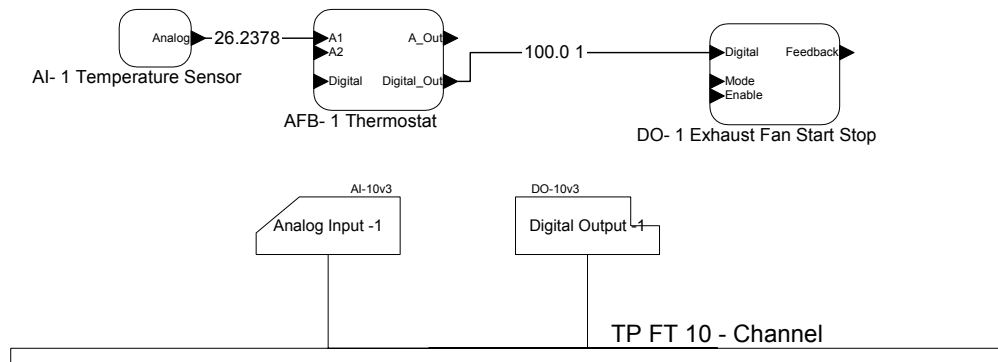 Analog
26.2378
A1
A2
Digital
A_Out
Digital_Out
100.0 1
Digital
Mode
Enable
Feedback
AI- 1 Temperature Sensor
AFB- 1 Thermostat
DO- 1 Exhaust Fan Start Stop
AI-10v3
Analog Input -1
DO-10v3
Digital Output -1
TP FT 10 - Channel